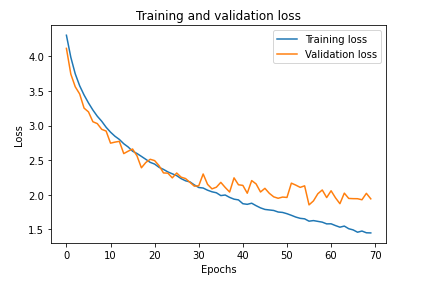 Training and validation loss
Training loss
Validation loss
Loss
4.0
3.5
3.0
2.5
2.0
1.5
0 10 20 30 40 50 60 70
Epochs